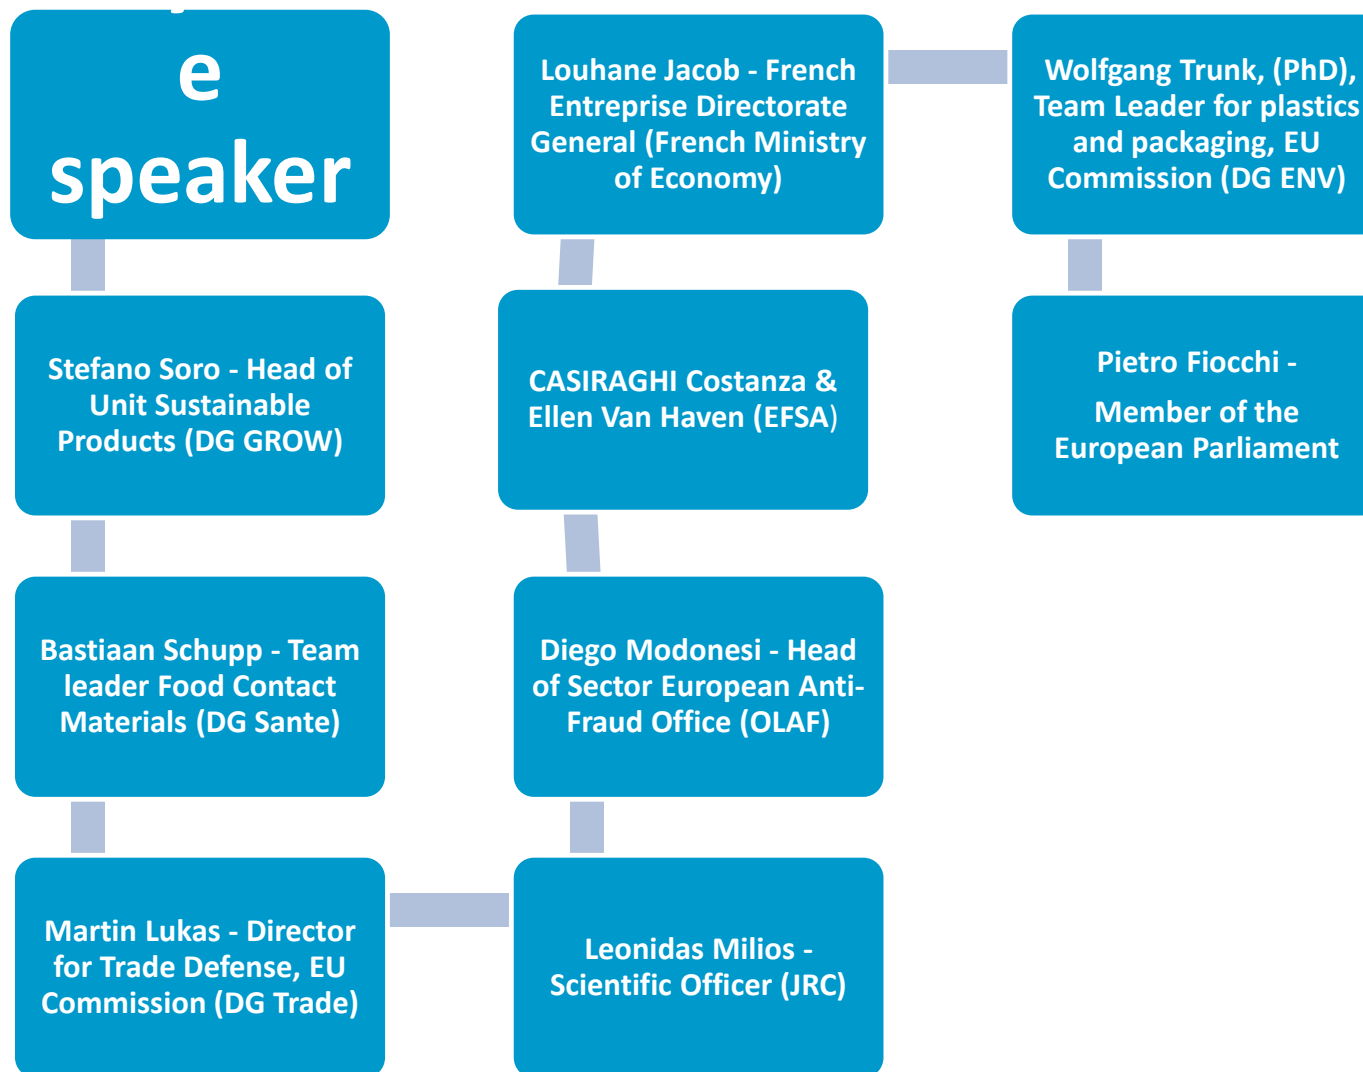 e
speaker
Stefano Soro - Head of
Unit Sustainable
Products (DG GROW)
Bastiaan Schupp - Team
leader Food Contact
Materials (DG Sante)
Martin Lukas - Director
for Trade Defense, EU
Commission (DG Trade)
Leonidas Milios -
Scientific Officer (JRC)
Diego Modonesi - Head
of Sector European Anti-
Fraud Office (OLAF)
CASIRAGHI Costanza &
Ellen Van Haven (EFSA)
Louhane Jacob - French
Entreprise Directorate
General (French Ministry
of Economy)
Wolfgang Trunk, (PhD),
Team Leader for plastics
and packaging, EU
Commission (DG ENV)
Pietro Fiocchi -
Member of the
European Parliament